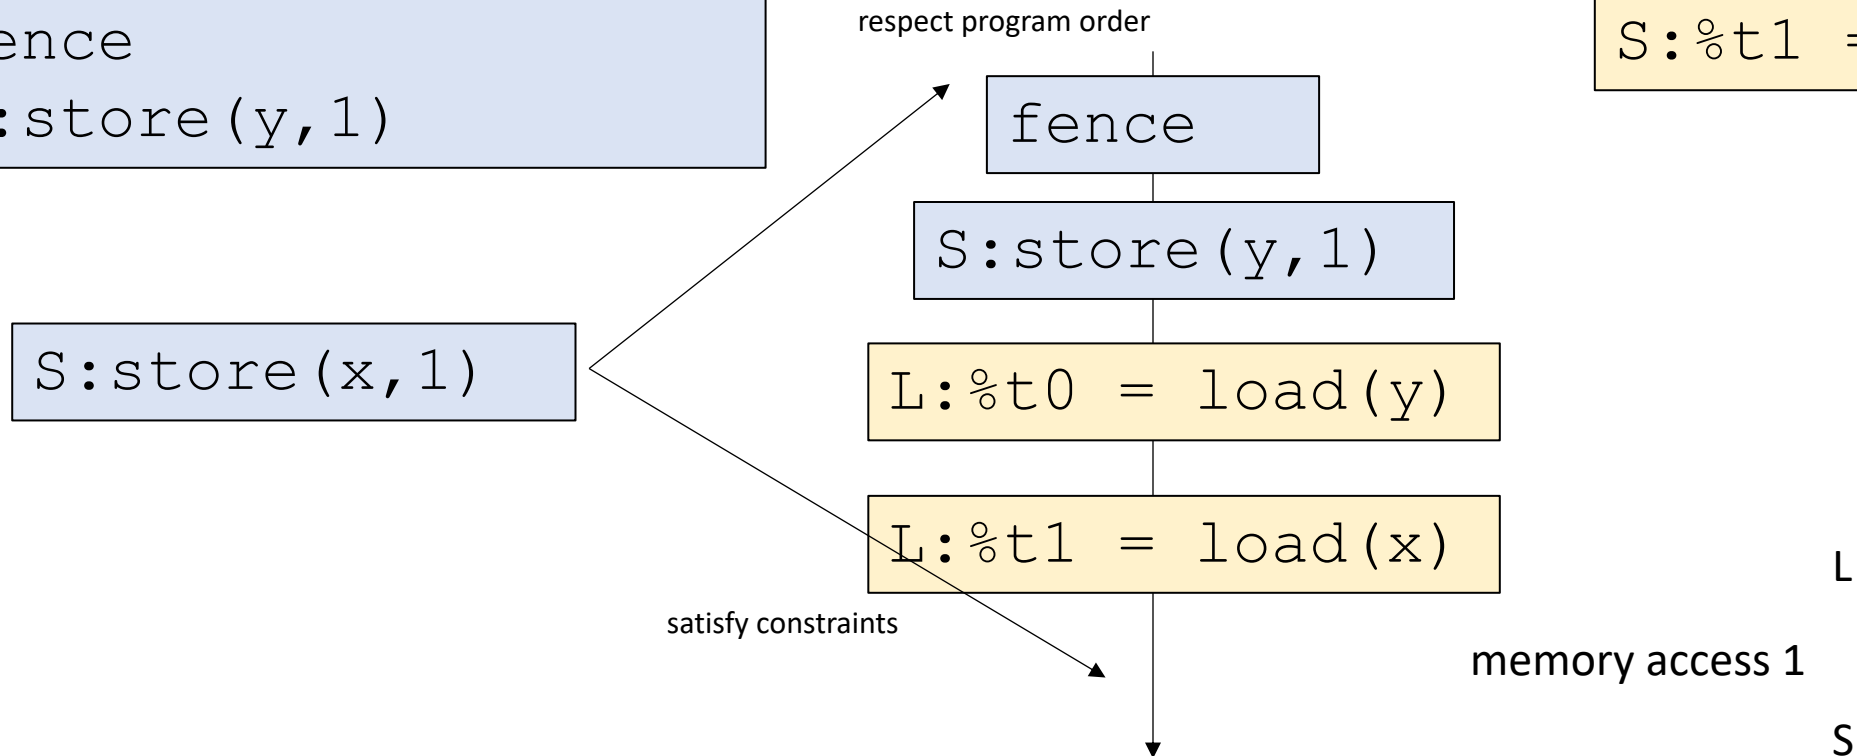 ence
:store(y,1)
respect program order
S:%t1 =
fence
S:store(y,1)
S:store(x,1)
L:%t0 = load(y)
L:%t1 = load(x)
satisfy constraints
L
memory access 1
S